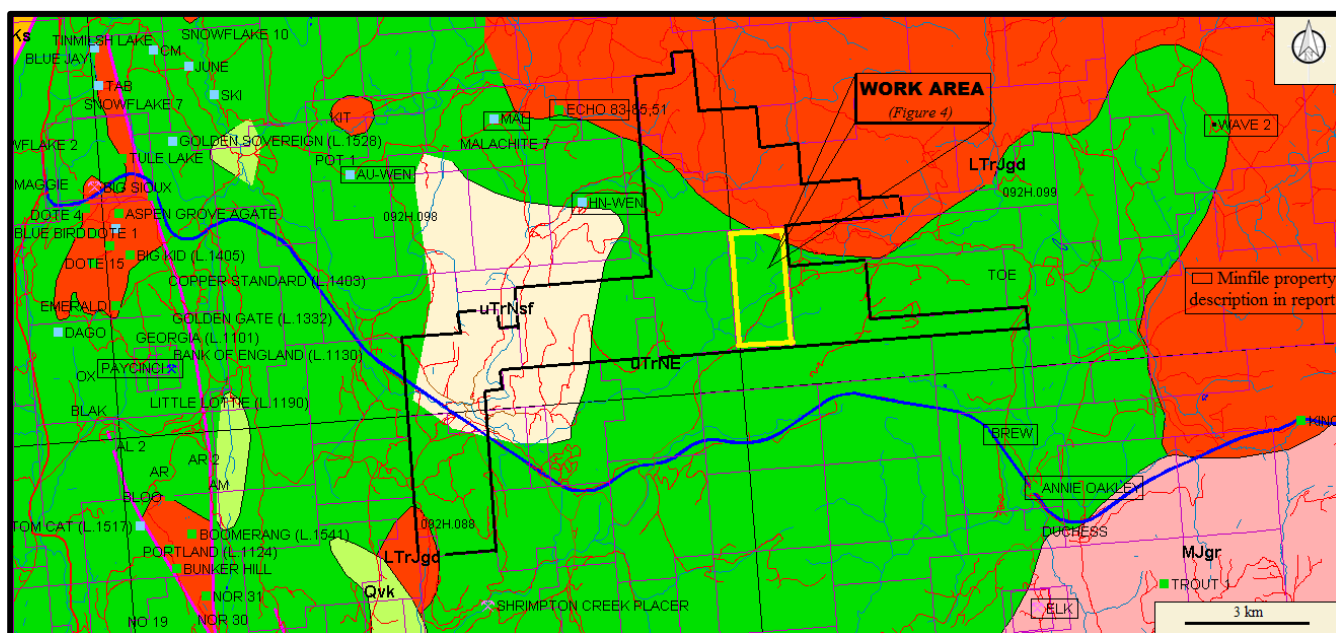 Ks
TINMILSH LAKE
SNOWFLAKE 10
BLUE JAY
CM
JUNE
TAB
SKI
SNOWFLAKE 7
KIT
MAL
ECHO 83-85,51
WORK AREA
(Figure 4)
WAVE 2
GOLDEN SOVEREIGN (L.1528)
MALACHITE 7
WFLAKE 2
TULE LAKE
POT 1
LTrJgd
AU-WEN
MAGGIE
BIG SIOUX
092H.099
HN-WEN
DOTE 4
ASPEN GROVE AGATE
092H.098
BLUE BIRD
DOTE 1
BIG KID (L.1405)
DOTE 15
TOE
COPPER STANDARD (L.1403)
Minfile property
description in report
EMERALD
uTrNsf
GOLDEN GATE (L.1332)
DAGO
GEORGIA (L.1101)
BANK OF ENGLAND (L.1130)
PAYCINCI
uTrNE
OX
LITTLE LOTTIE (L.1190)
BLAK
BREW
AL 2
AR 2
AR
AM
ANNIE OAKLEY
BLOO
TOM CAT (L.1517)
092H.088
DUCHESS
BOOMERANG (L.1541)
PORTLAND (L.1124)
LTrJgd
MJgr
BUNKER HILL
Qvk
TROUT 1
NOR 31
SHRIMPTON CREEK PLACER
ELK
3 km
NO 19
NOR 30